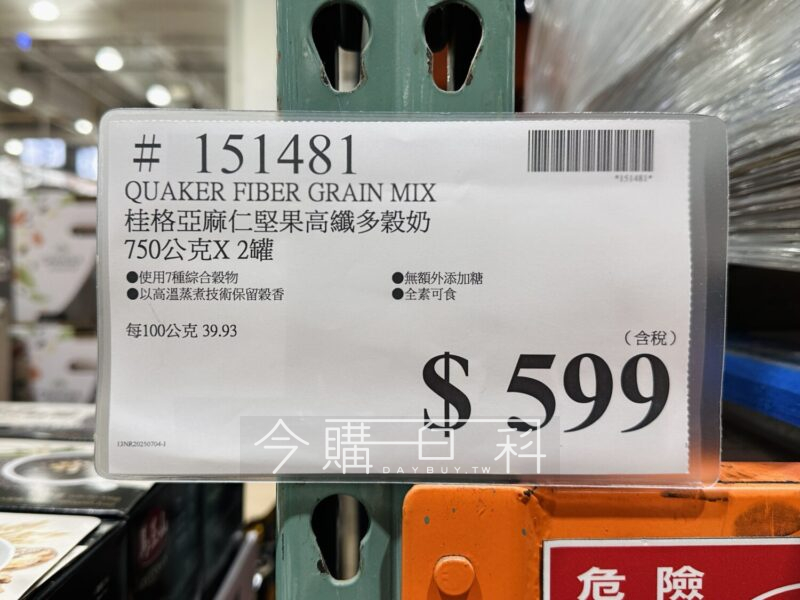 # 151481
*151481*
QUAKER FIBER GRAIN MIX
桂格亞麻仁堅果高纖多穀奶
750公克X 2罐
●使用7種綜合穀物
●無額外添加糖
●以高溫蒸煮技術保留穀香
●全素可食
每100公克 39.93
（含稅）
$ 599
13NR20250704-1
今購百科
DAYBUY.TW
危險